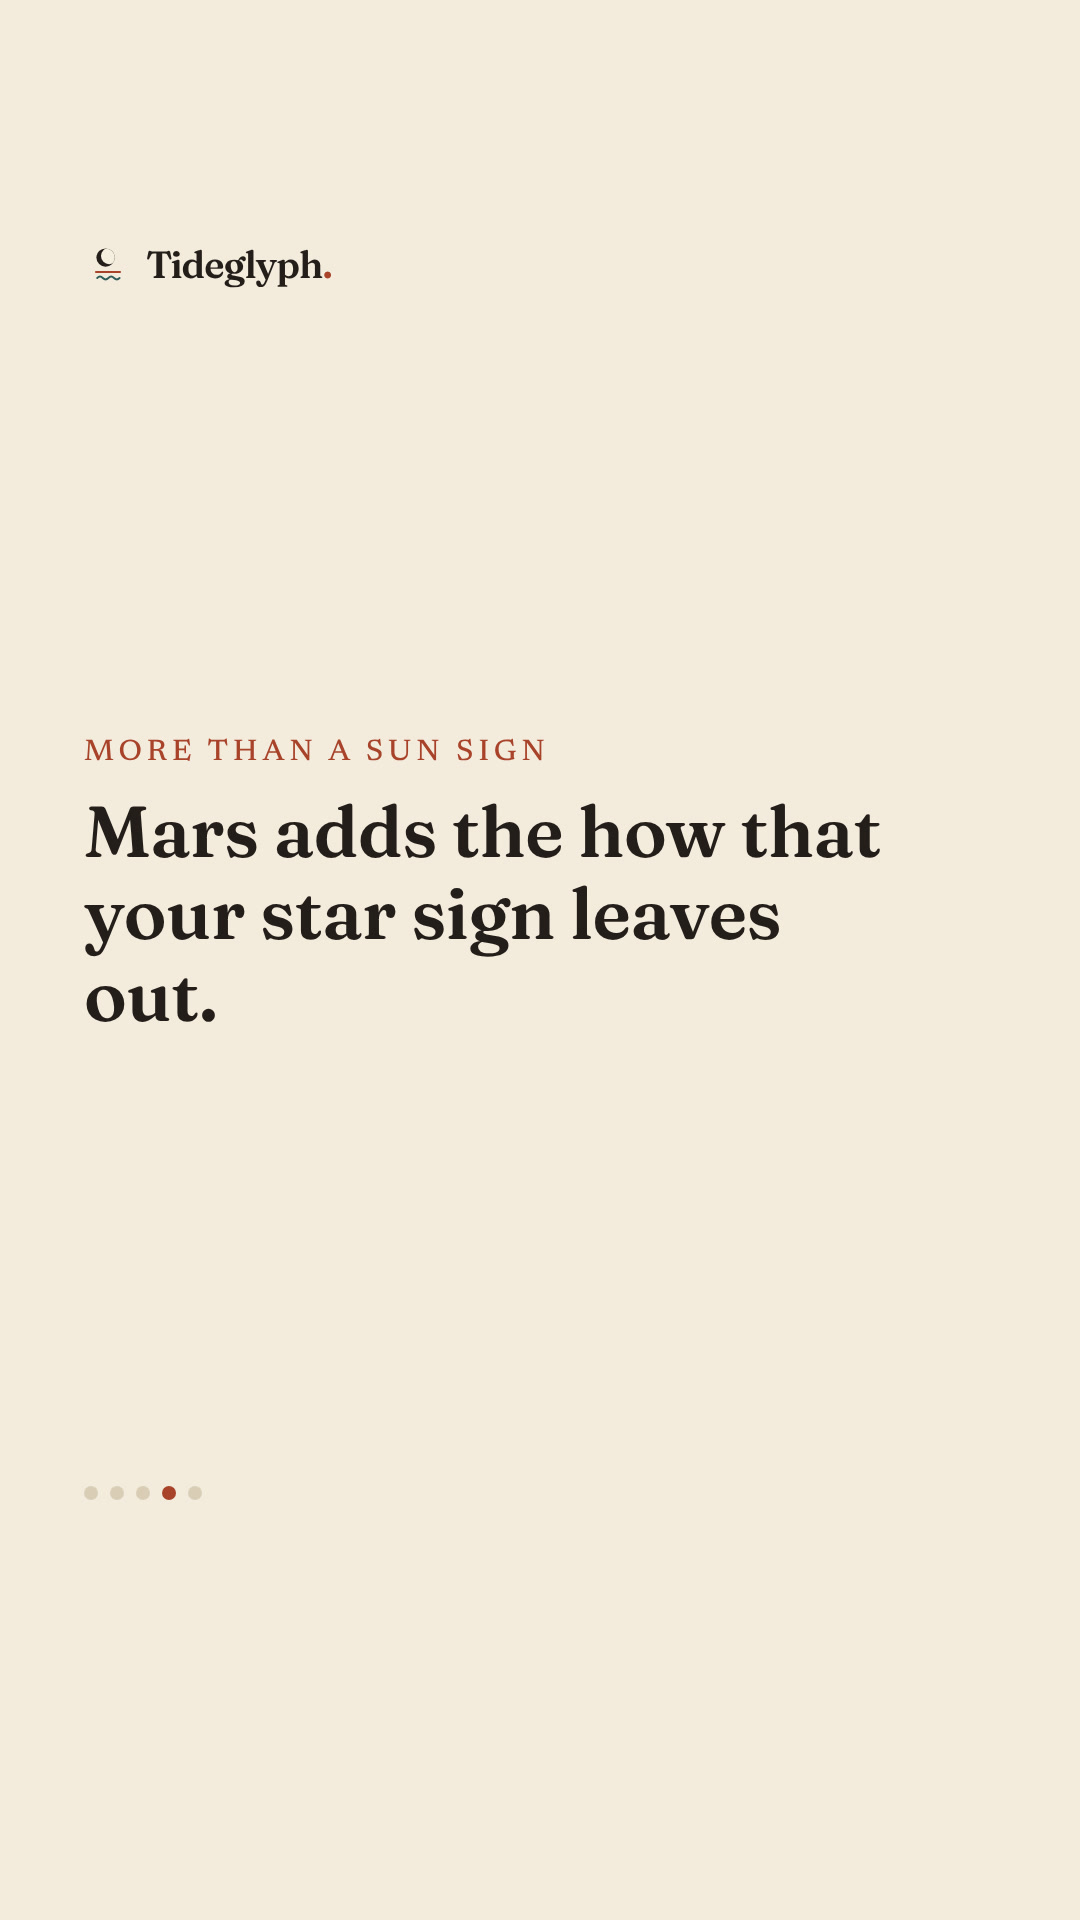 Tideglyph.
MORE THAN A SUN SIGN
Mars adds the how that
your star sign leaves
out.